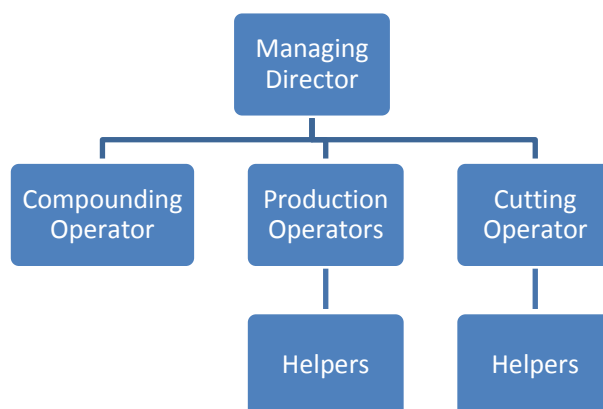 Managing
Director
Compounding
Operator
Production
Operators
Cutting
Operator
Helpers
Helpers